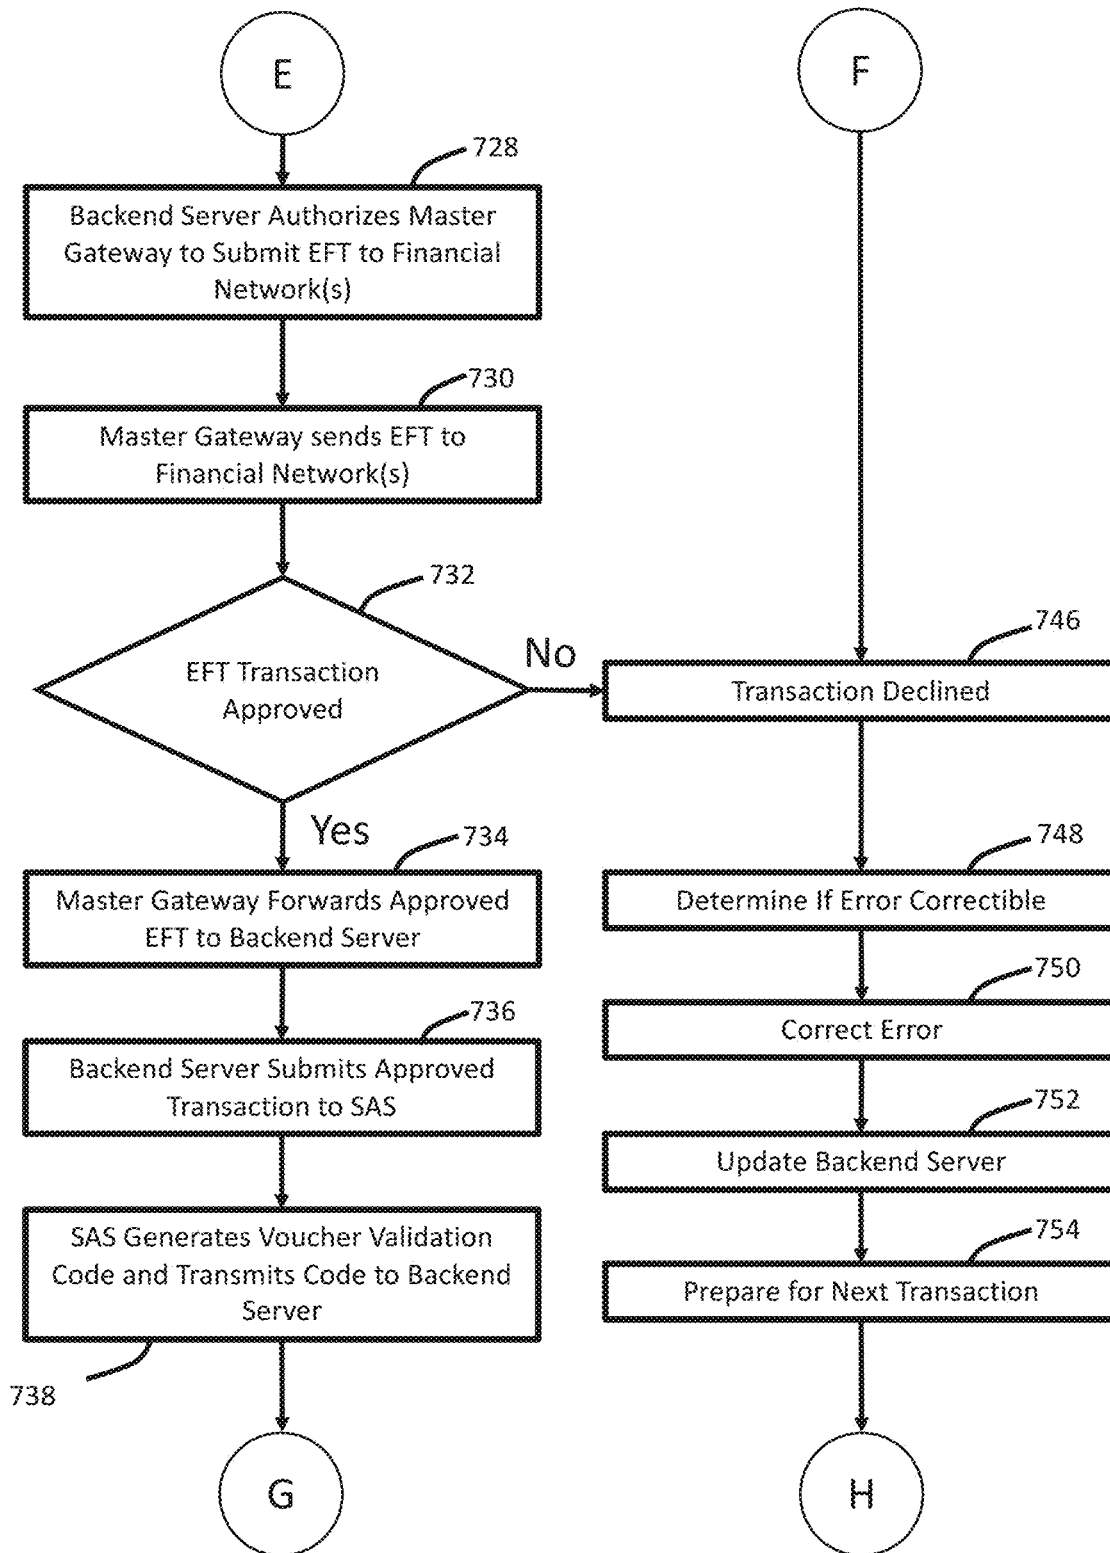 E
728
Backend Server Authorizes Master
Gateway to Submit EFT to Financial
Network(s)
730
Master Gateway sends EFT to
Financial Network(s)
732
EFT Transaction
Approved
No
Yes
734
Master Gateway Forwards Approved
EFT to Backend Server
736
Backend Server Submits Approved
Transaction to SAS
SAS Generates Voucher Validation
Code and Transmits Code to Backend
Server
738
G
F
746
Transaction Declined
748
Determine If Error Correctible
750
Correct Error
752
Update Backend Server
754
Prepare for Next Transaction
H